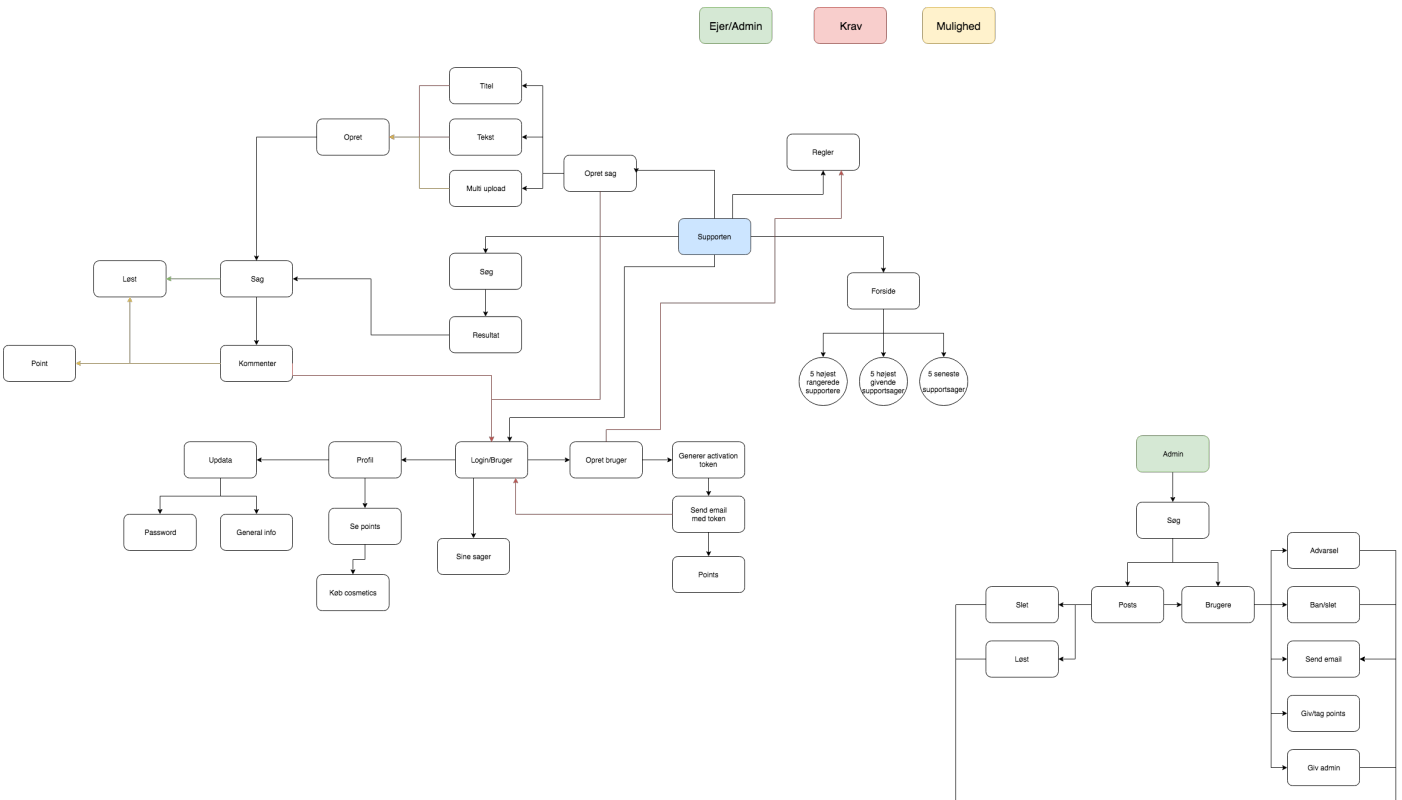 Ejer/Admin
Krav
Mulighed
Titel
Opret
Tekst
Regler
Opret sag
Multi upload
Supporten
Løst
Sag
Søg
Forside
Resultat
Point
Kommenter
5 højest
rangerede
supportere
5 højest
givende
supportsager
5 seneste
supportsager
Updata
Profil
Login/Bruger
Opret bruger
Generer activation
token
Admin
Password
General info
Se points
Send email
med token
Søg
Sine sager
Advarsel
Points
Køb cosmetics
Slet
Posts
Brugere
Ban/slet
Løst
Send email
Giv/tag points
Giv admin